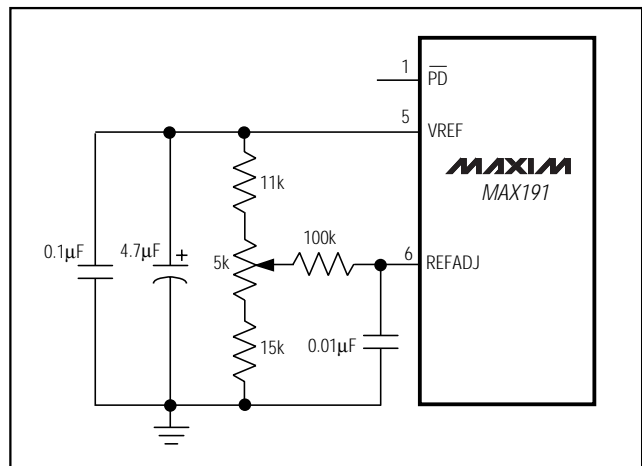 1
PD
5
VREF
MAXIM
MAX191
11k
100k
0.1µF
4.7µF
+
5k
6
REFADJ
15k
0.01µF